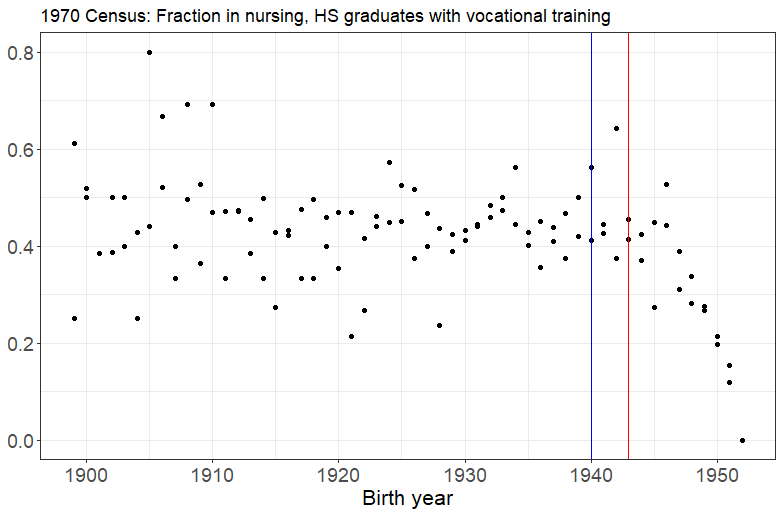 1970 Census: Fraction in nursing, HS graduates with vocational training
0.8
0.6
0.4
0.2
0.0
1900 1910 1920 1930 1940 1950
Birth year